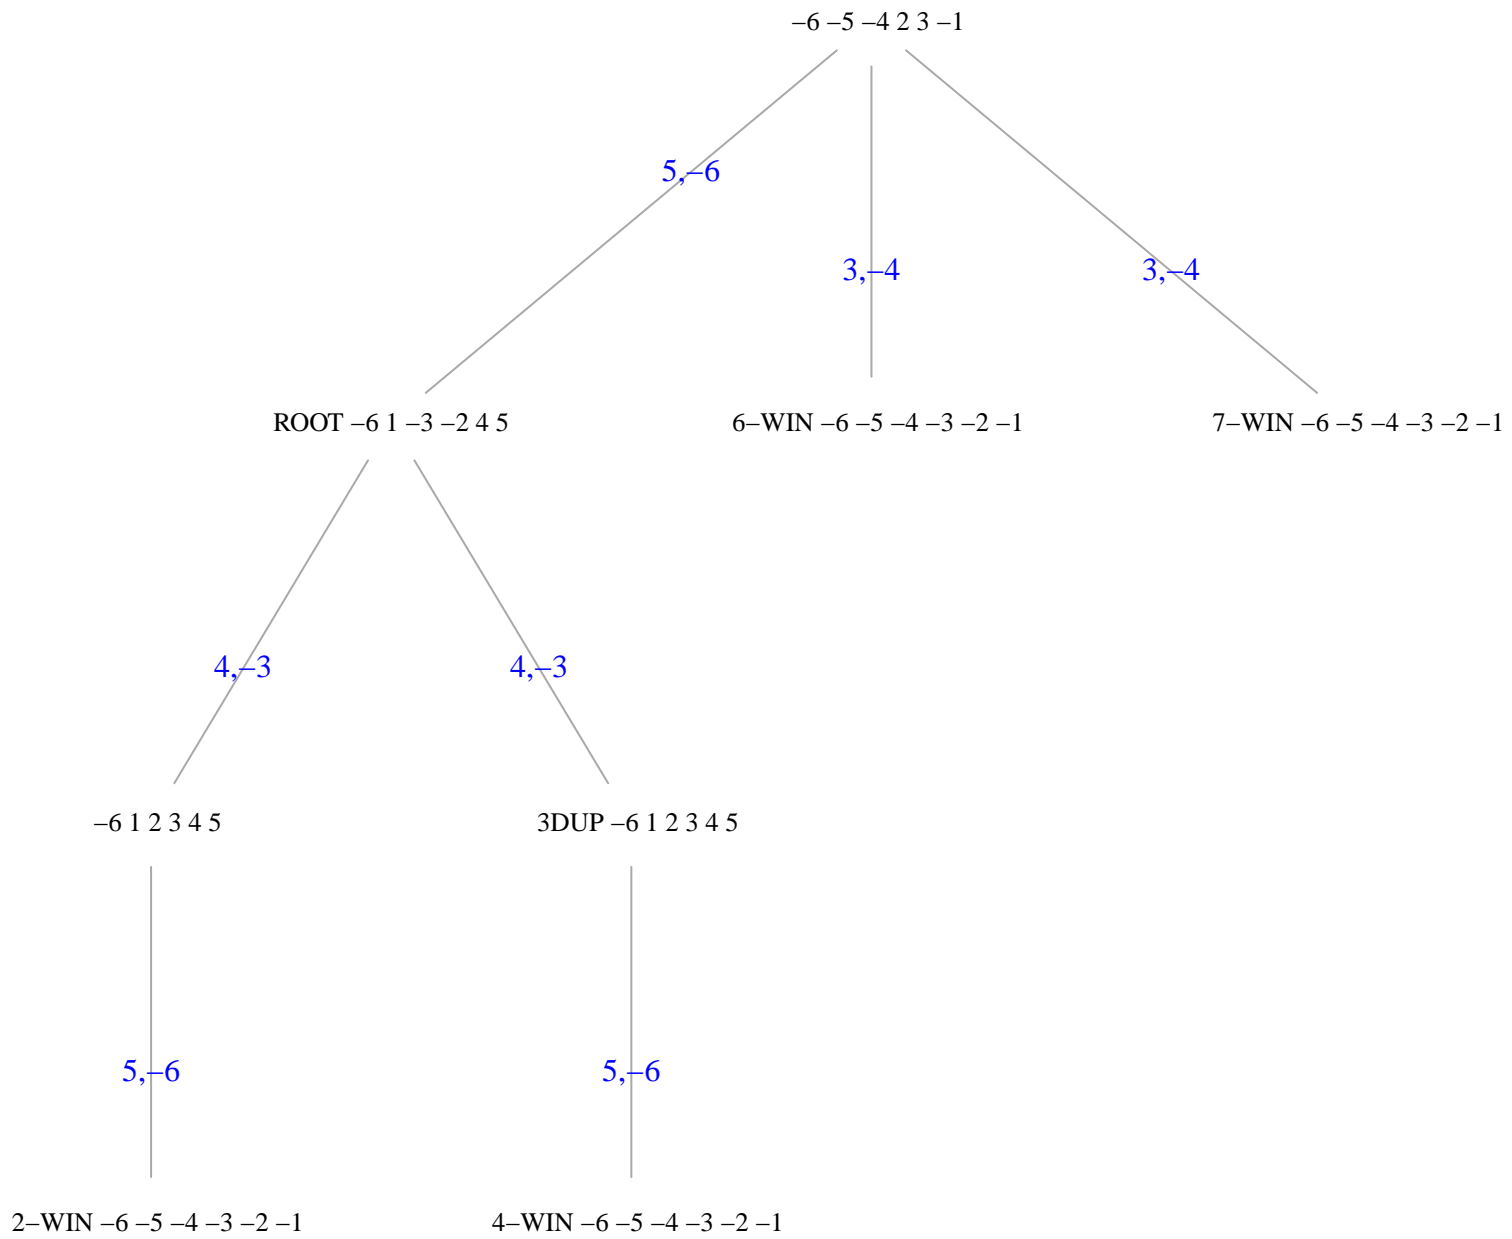 –6 –5 –4 2 3 –1
5,–6
3,–4
3,–4
ROOT –6 1 –3 –2 4 5
6–WIN –6 –5 –4 –3 –2 –1
7–WIN –6 –5 –4 –3 –2 –1
4,–3
4,–3
–6 1 2 3 4 5
3DUP –6 1 2 3 4 5
5,–6
5,–6
2–WIN –6 –5 –4 –3 –2 –1
4–WIN –6 –5 –4 –3 –2 –1